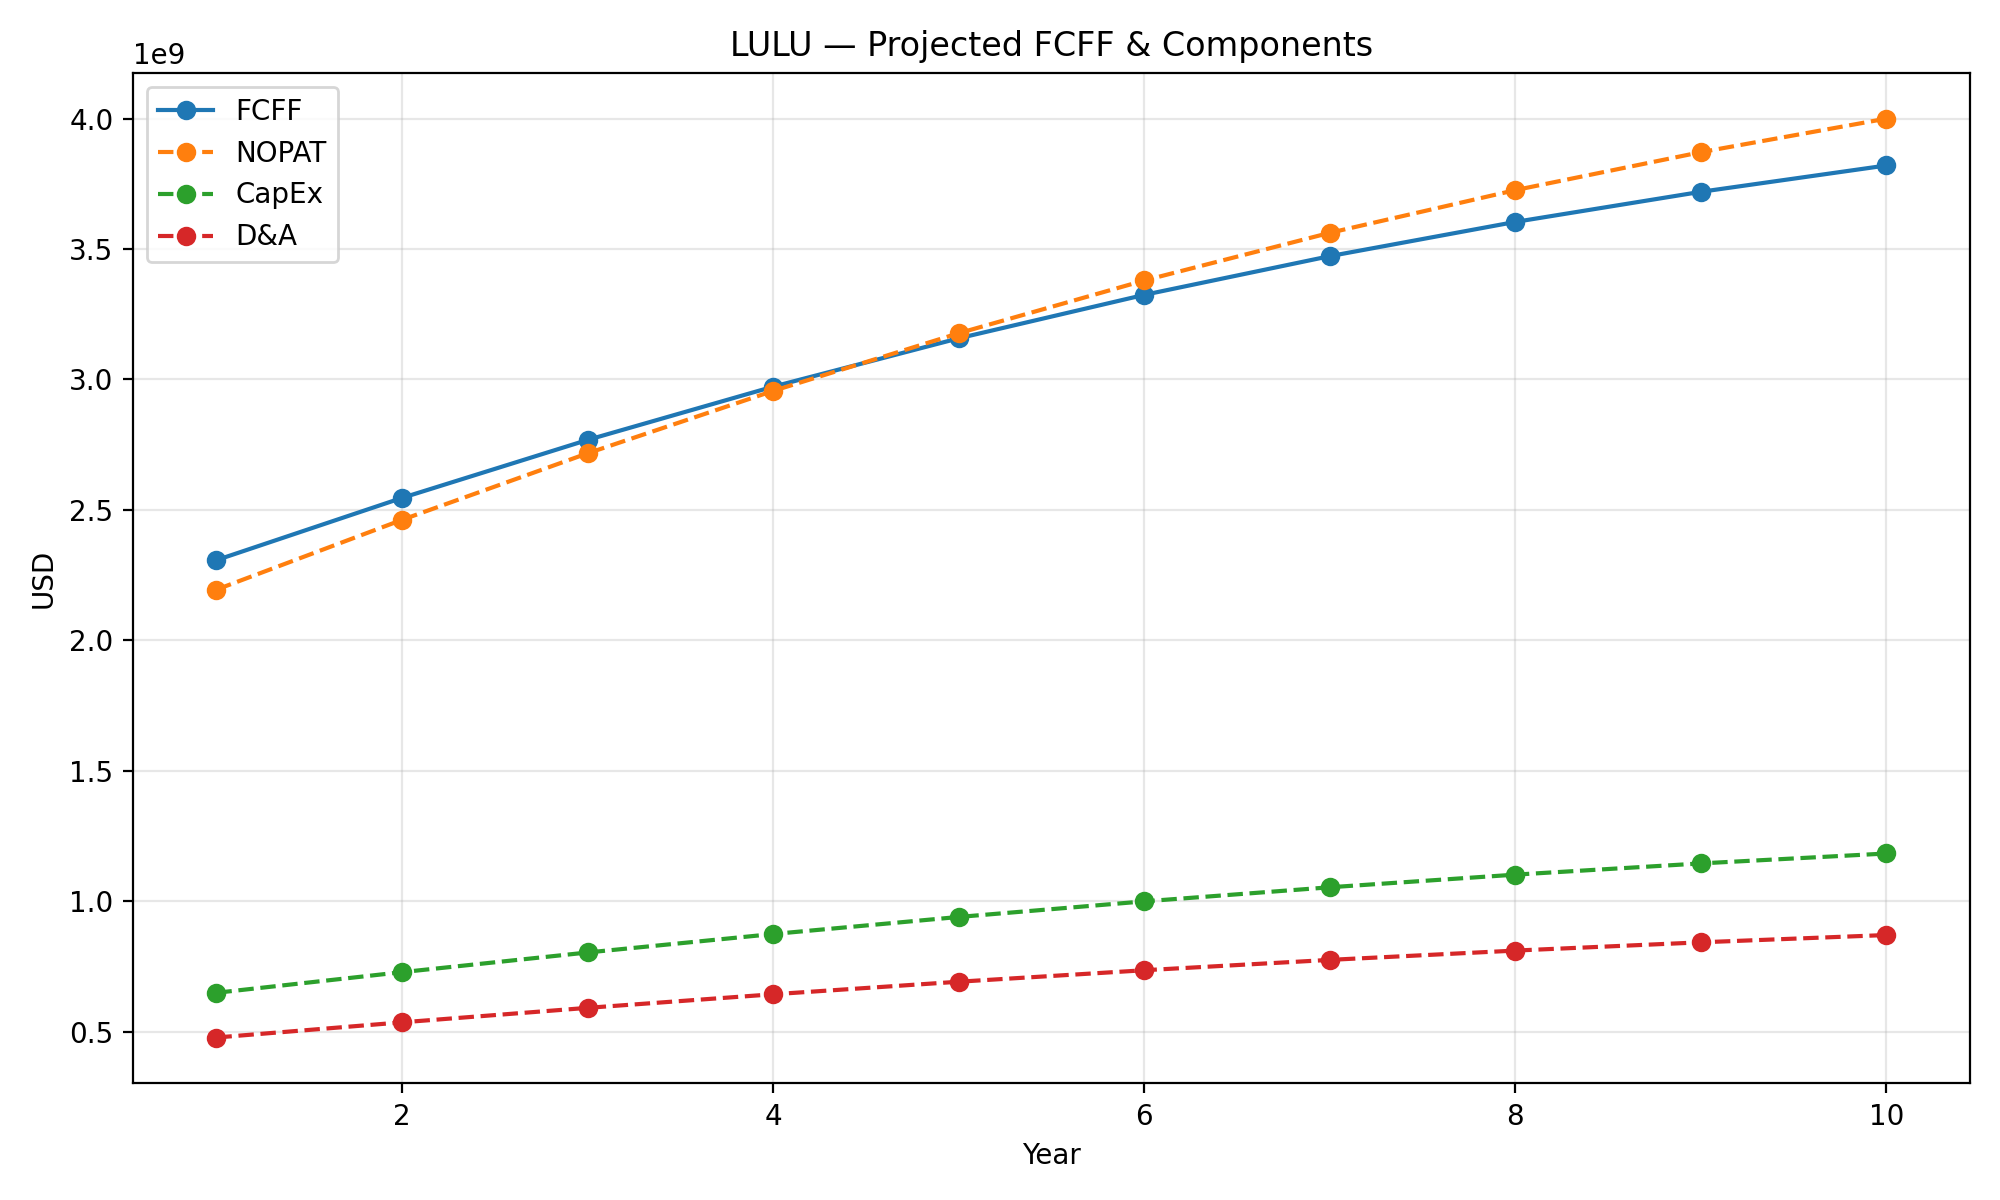 LULU — Projected FCFF & Components
1e9
FCFF
NOPAT
CapEx
D&A
4.0
3.5
3.0
2.5
2.0
1.5
1.0
0.5
USD
2 4 6 8 10
Year